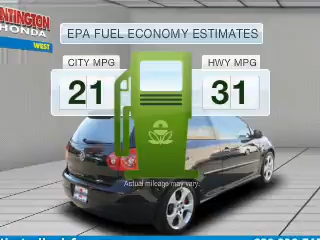 HUNTINGTON
HONDA
WEST
EPA FUEL ECONOMY ESTIMATES
CITY MPG
HWY MPG
21
31
Actual mileage may vary.